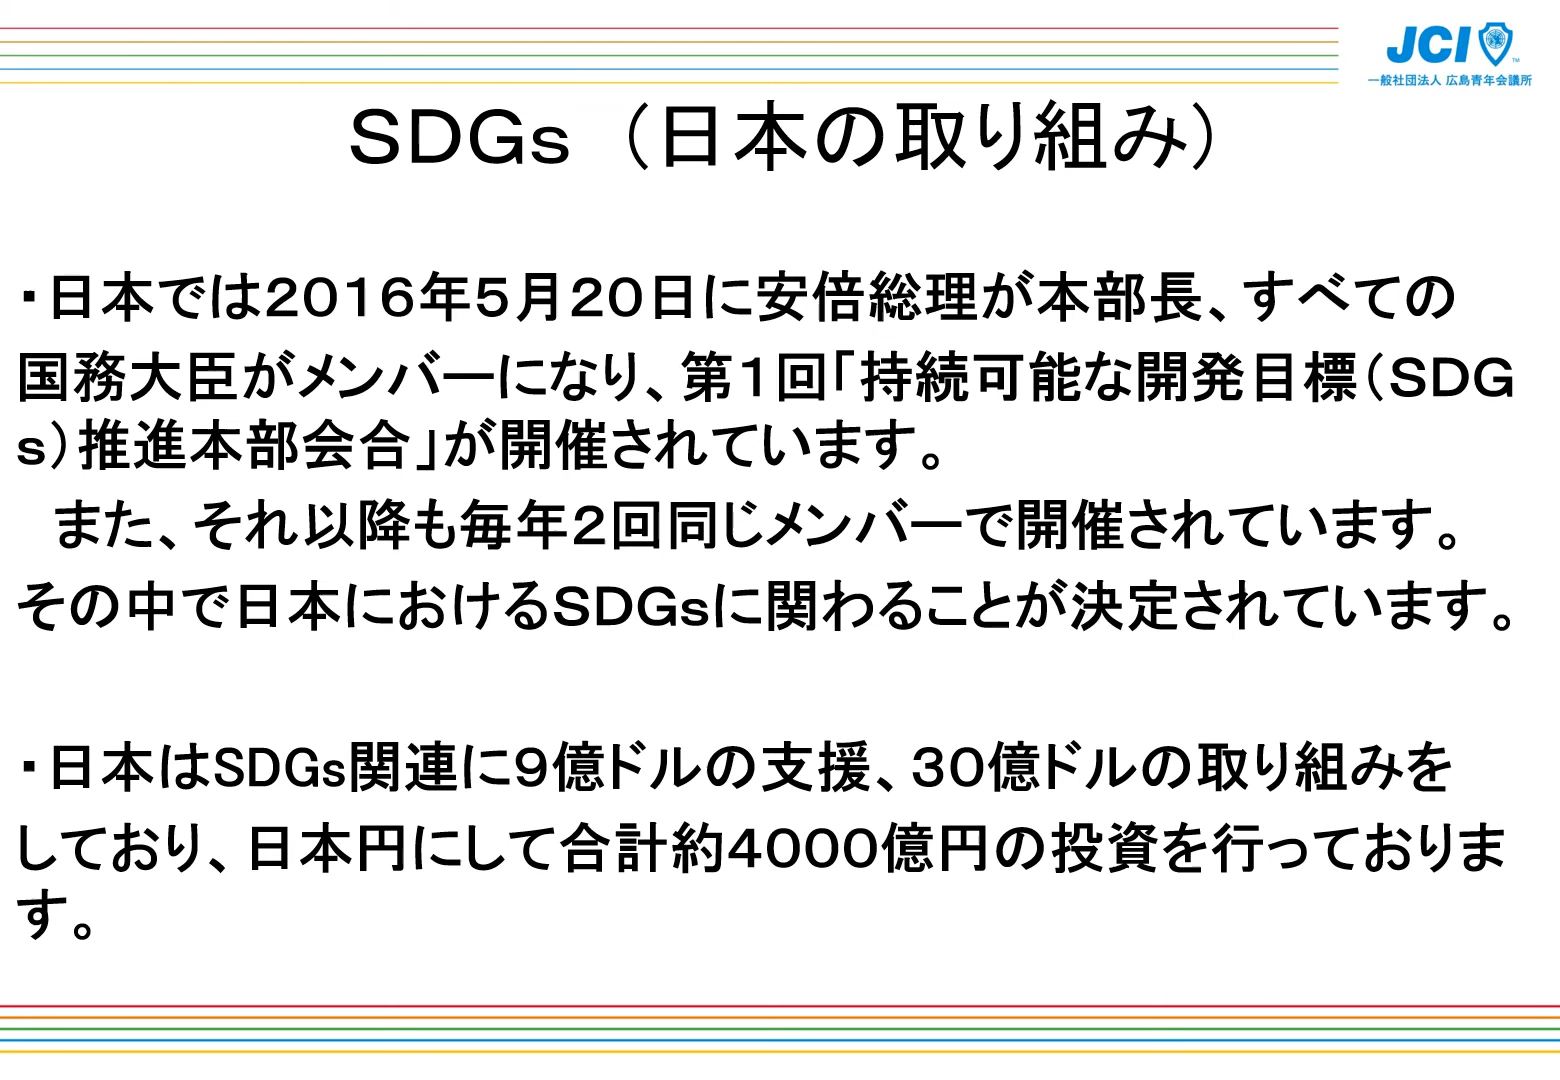 JCI
一般社団法人 広島青年会議所
SDGs (日本の取り組み)
・日本では2016年5月20日に安倍総理が本部長、すべての
国務大臣がメンバーになり、第1回「持続可能な開発目標(SDG
s)推進本部会合」が開催されています。
また、それ以降も毎年2回同じメンバーで開催されています。
その中で日本におけるSDGsに関わることが決定されています。
・日本はSDGs関連に9億ドルの支援、30億ドルの取り組みを
しており、日本円にして合計約4000億円の投資を行っておりま
す。